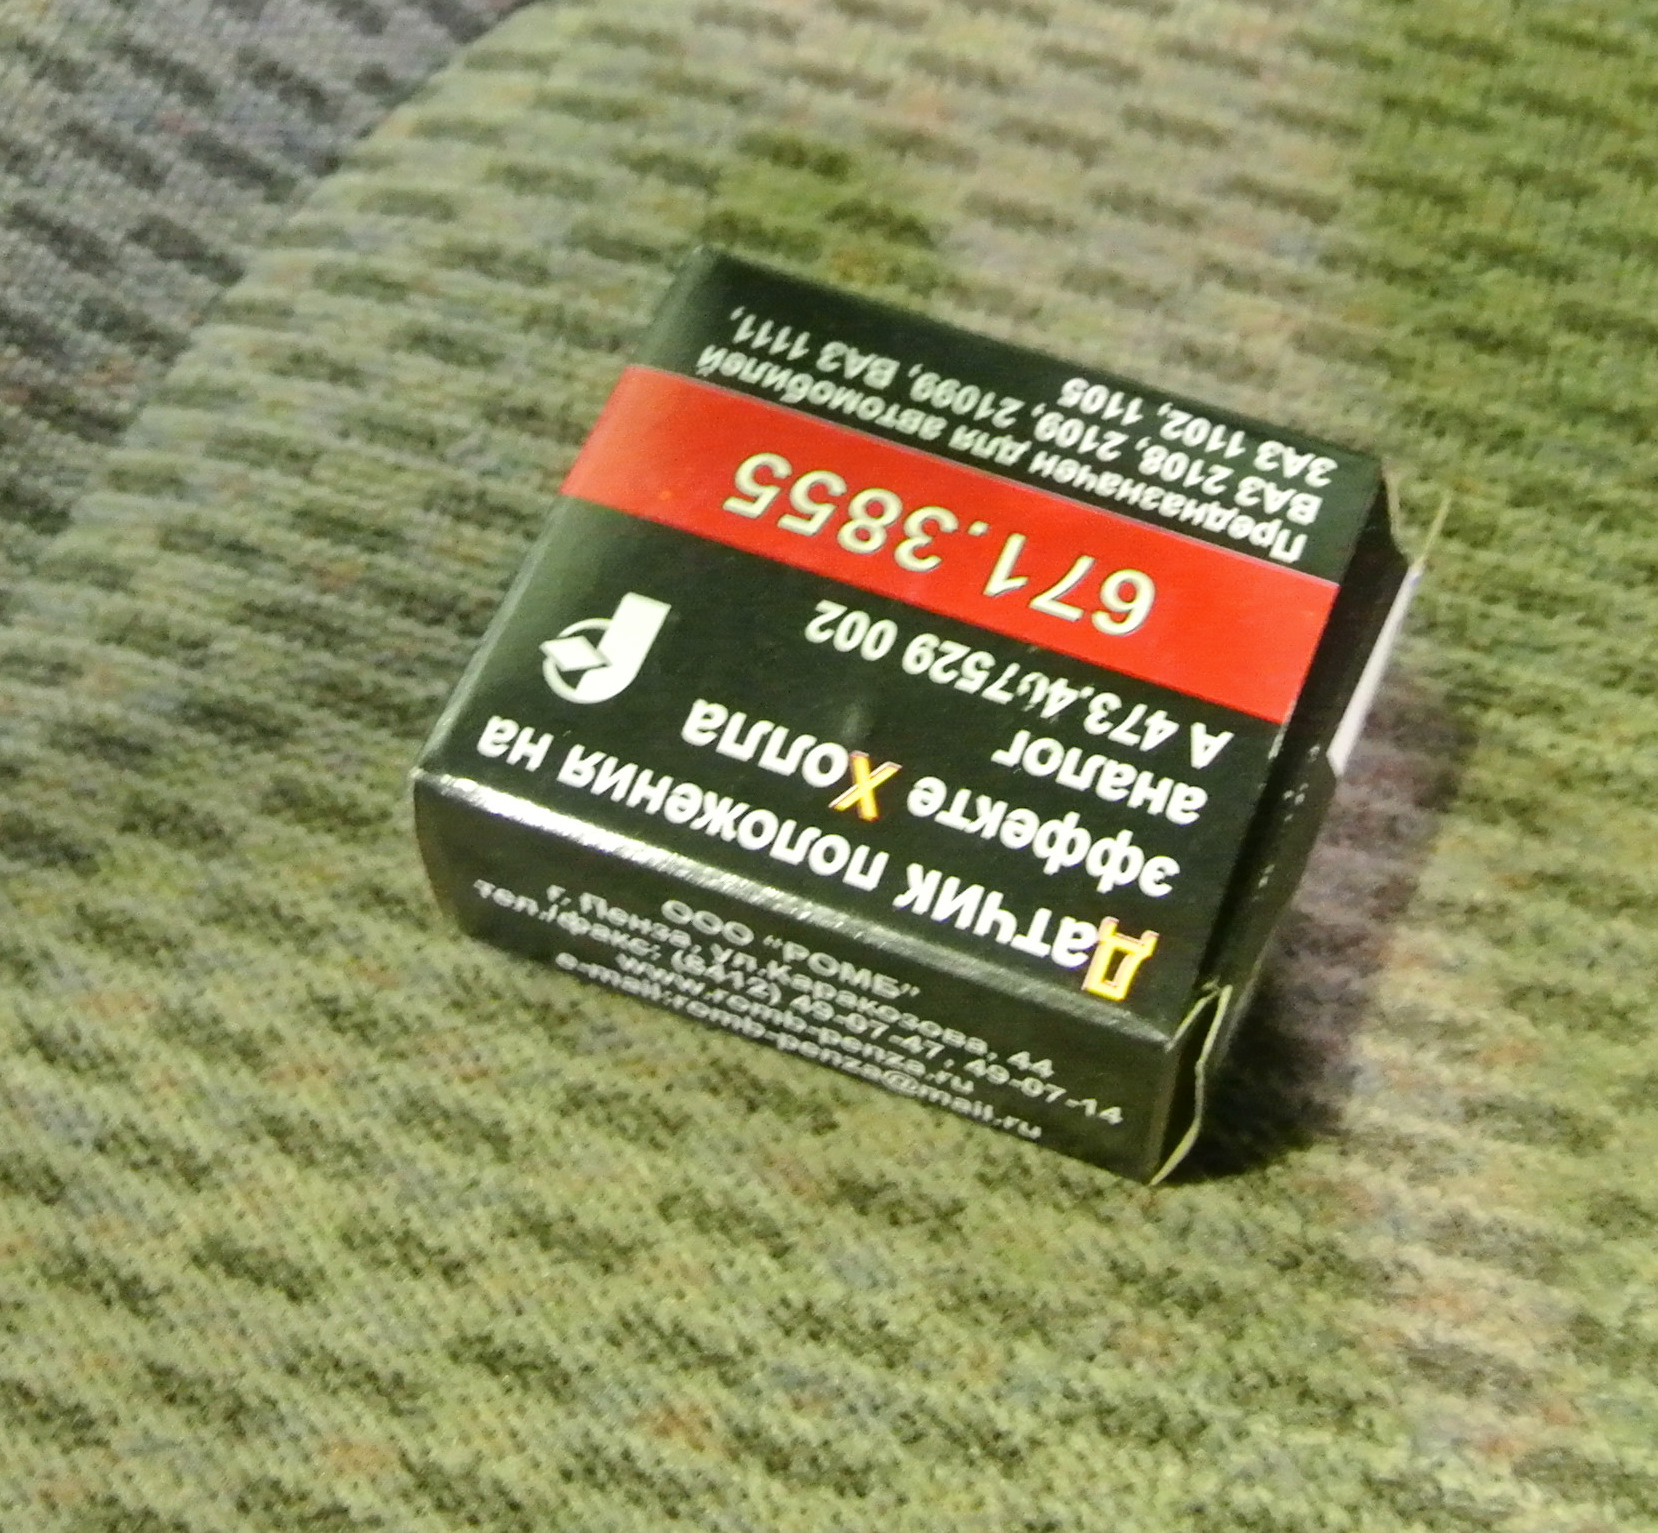 Датчик положения на
эффекте Холла
аналог
А 473.407529 002
671.3855
Предназначен для автомобилей
ВАЗ 2108, 2109, 21099, ВАЗ 1111,
ЗАЗ 1102, 1105
ООО "РОМБ"
г. Пенза, ул.Каракозова, 44
тел./факс: (8412) 49-07-47, 49-07-14
www.romb-penza.ru
e-mail:romb-penza@mail.ru